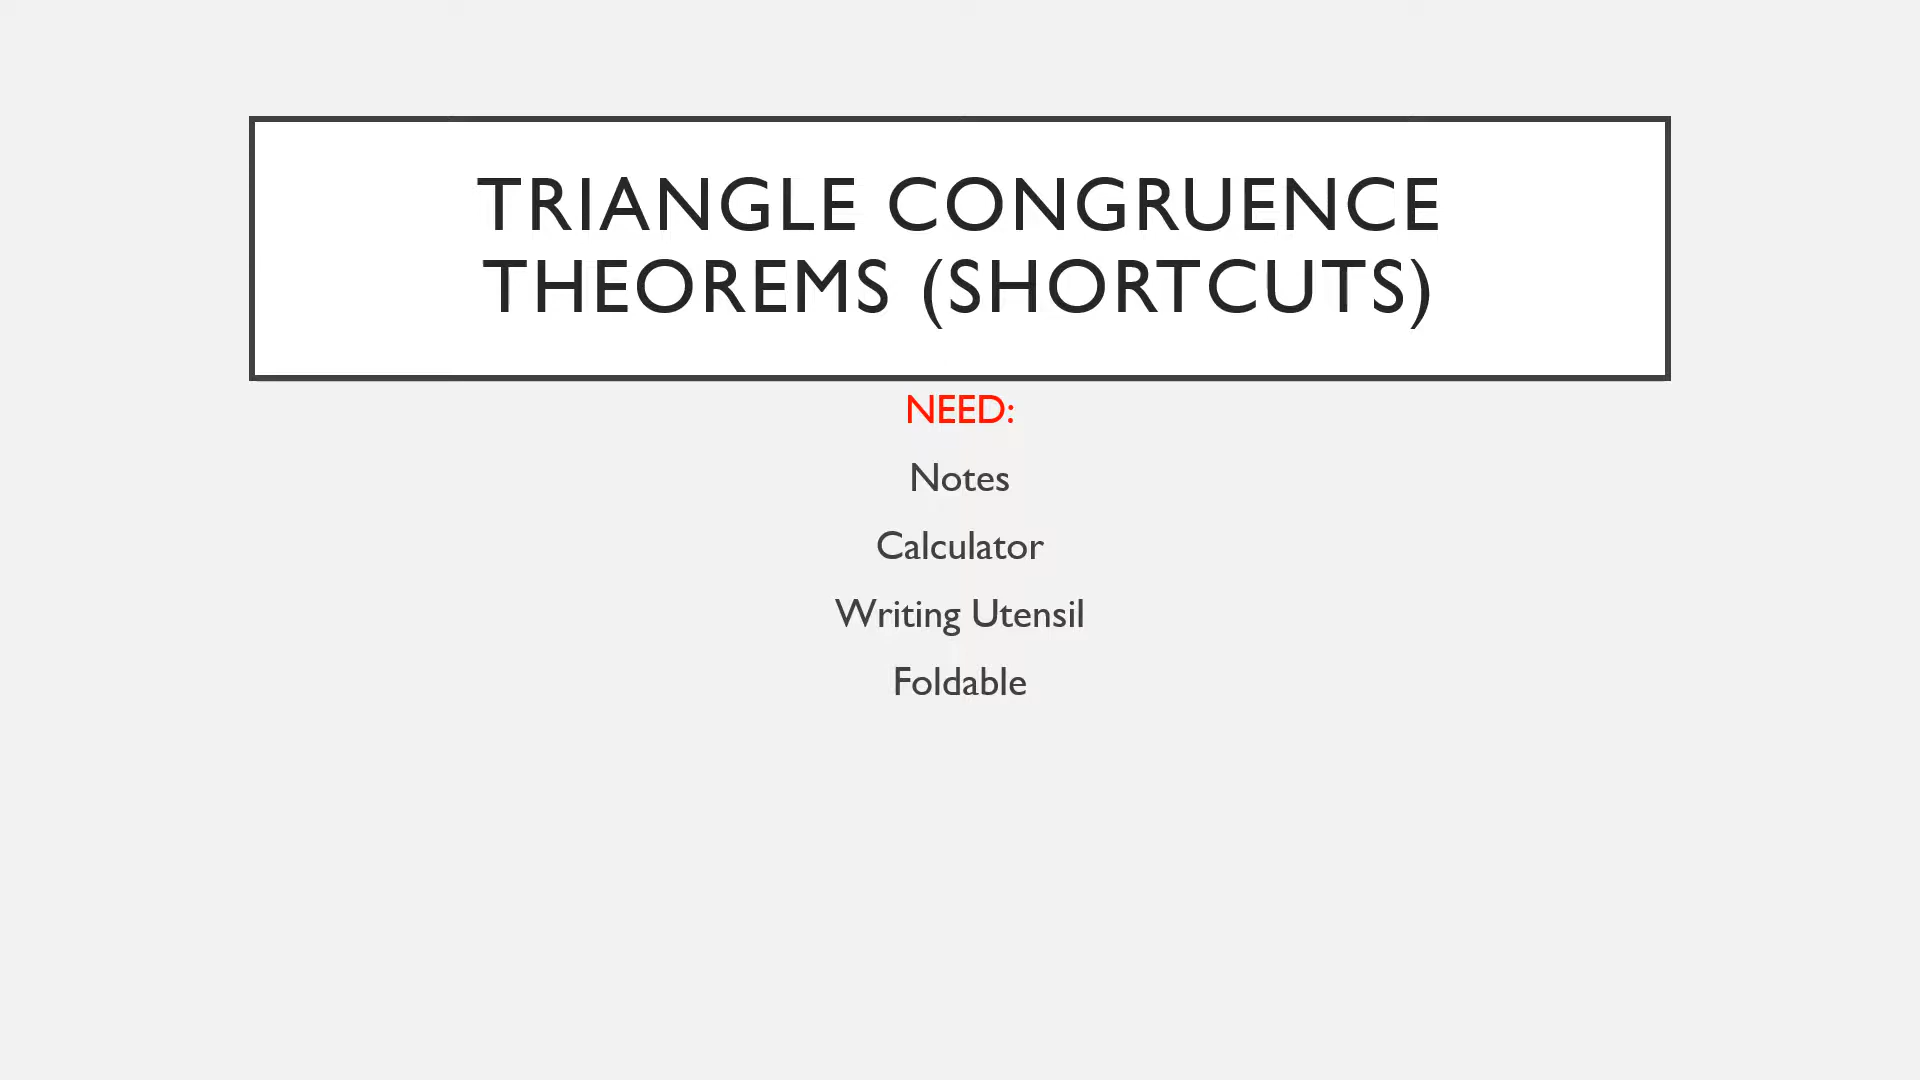 TRIANGLE CONGRUENCE
THEOREMS (SHORTCUTS)
NEED:
Notes
Calculator
Writing Utensil
Foldable